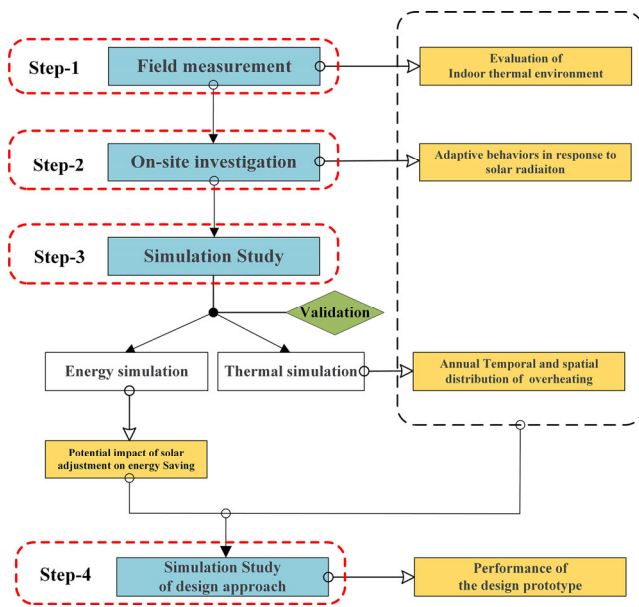 Step-1
Field measurement
Evaluation of
Indoor thermal environment
Step-2
On-site investigation
Adaptive behaviors in response to
solar radiaiton
Step-3
Simulation Study
Validation
Energy simulation
Thermal simulation
Annual Temporal and spatial
distribution of overheating
Potential impact of solar
adjustment on energy Saving
Step-4
Simulation Study
of design approach
Performance of
the design prototype